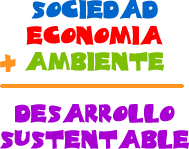 SOCIEDAD
ECONOMIA
+ AMBIENTE
DESARROLLO
SUSTENTABLE